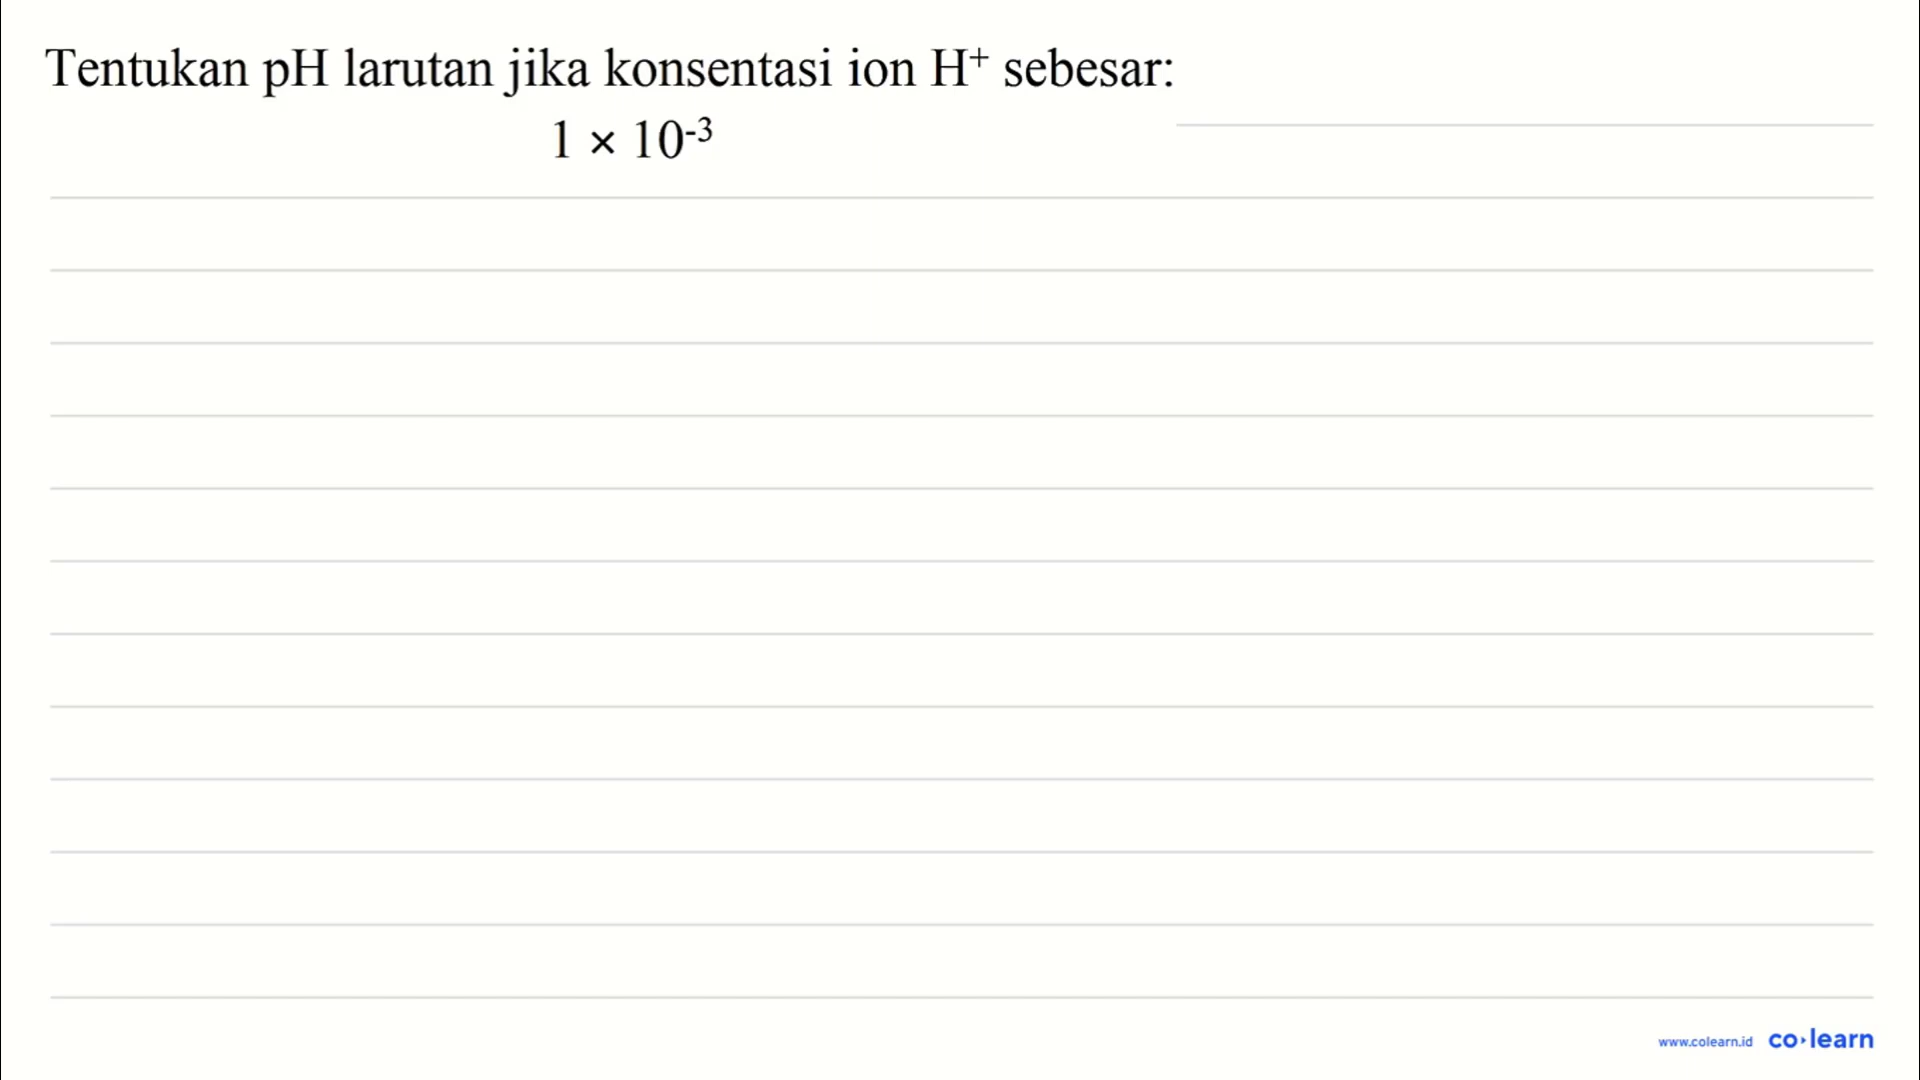 Tentukan pH larutan jika konsentasi ion H⁺ sebesar:
1 × 10⁻³
www.colearn.id co·learn